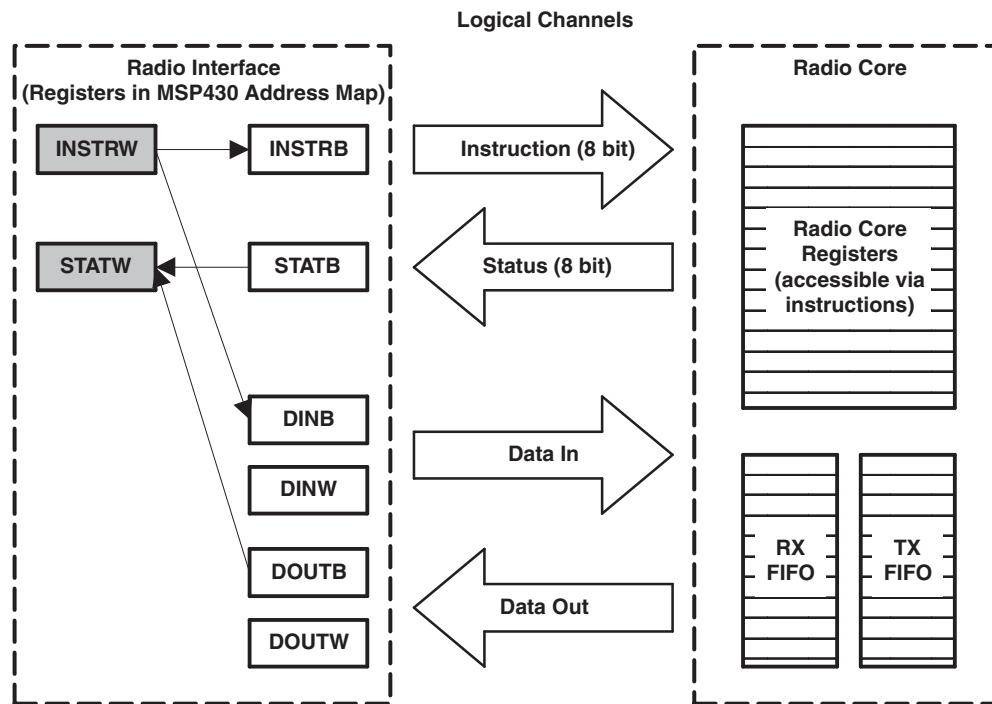 Logical Channels
Radio Interface
(Registers in MSP430 Address Map)
INSTRW
INSTRB
STATW
STATB
DINB
DINW
DOUTB
DOUTW
Instruction (8 bit)
Status (8 bit)
Data In
Data Out
Radio Core
Radio Core
Registers
(accessible via
instructions)
RX
FIFO
TX
FIFO